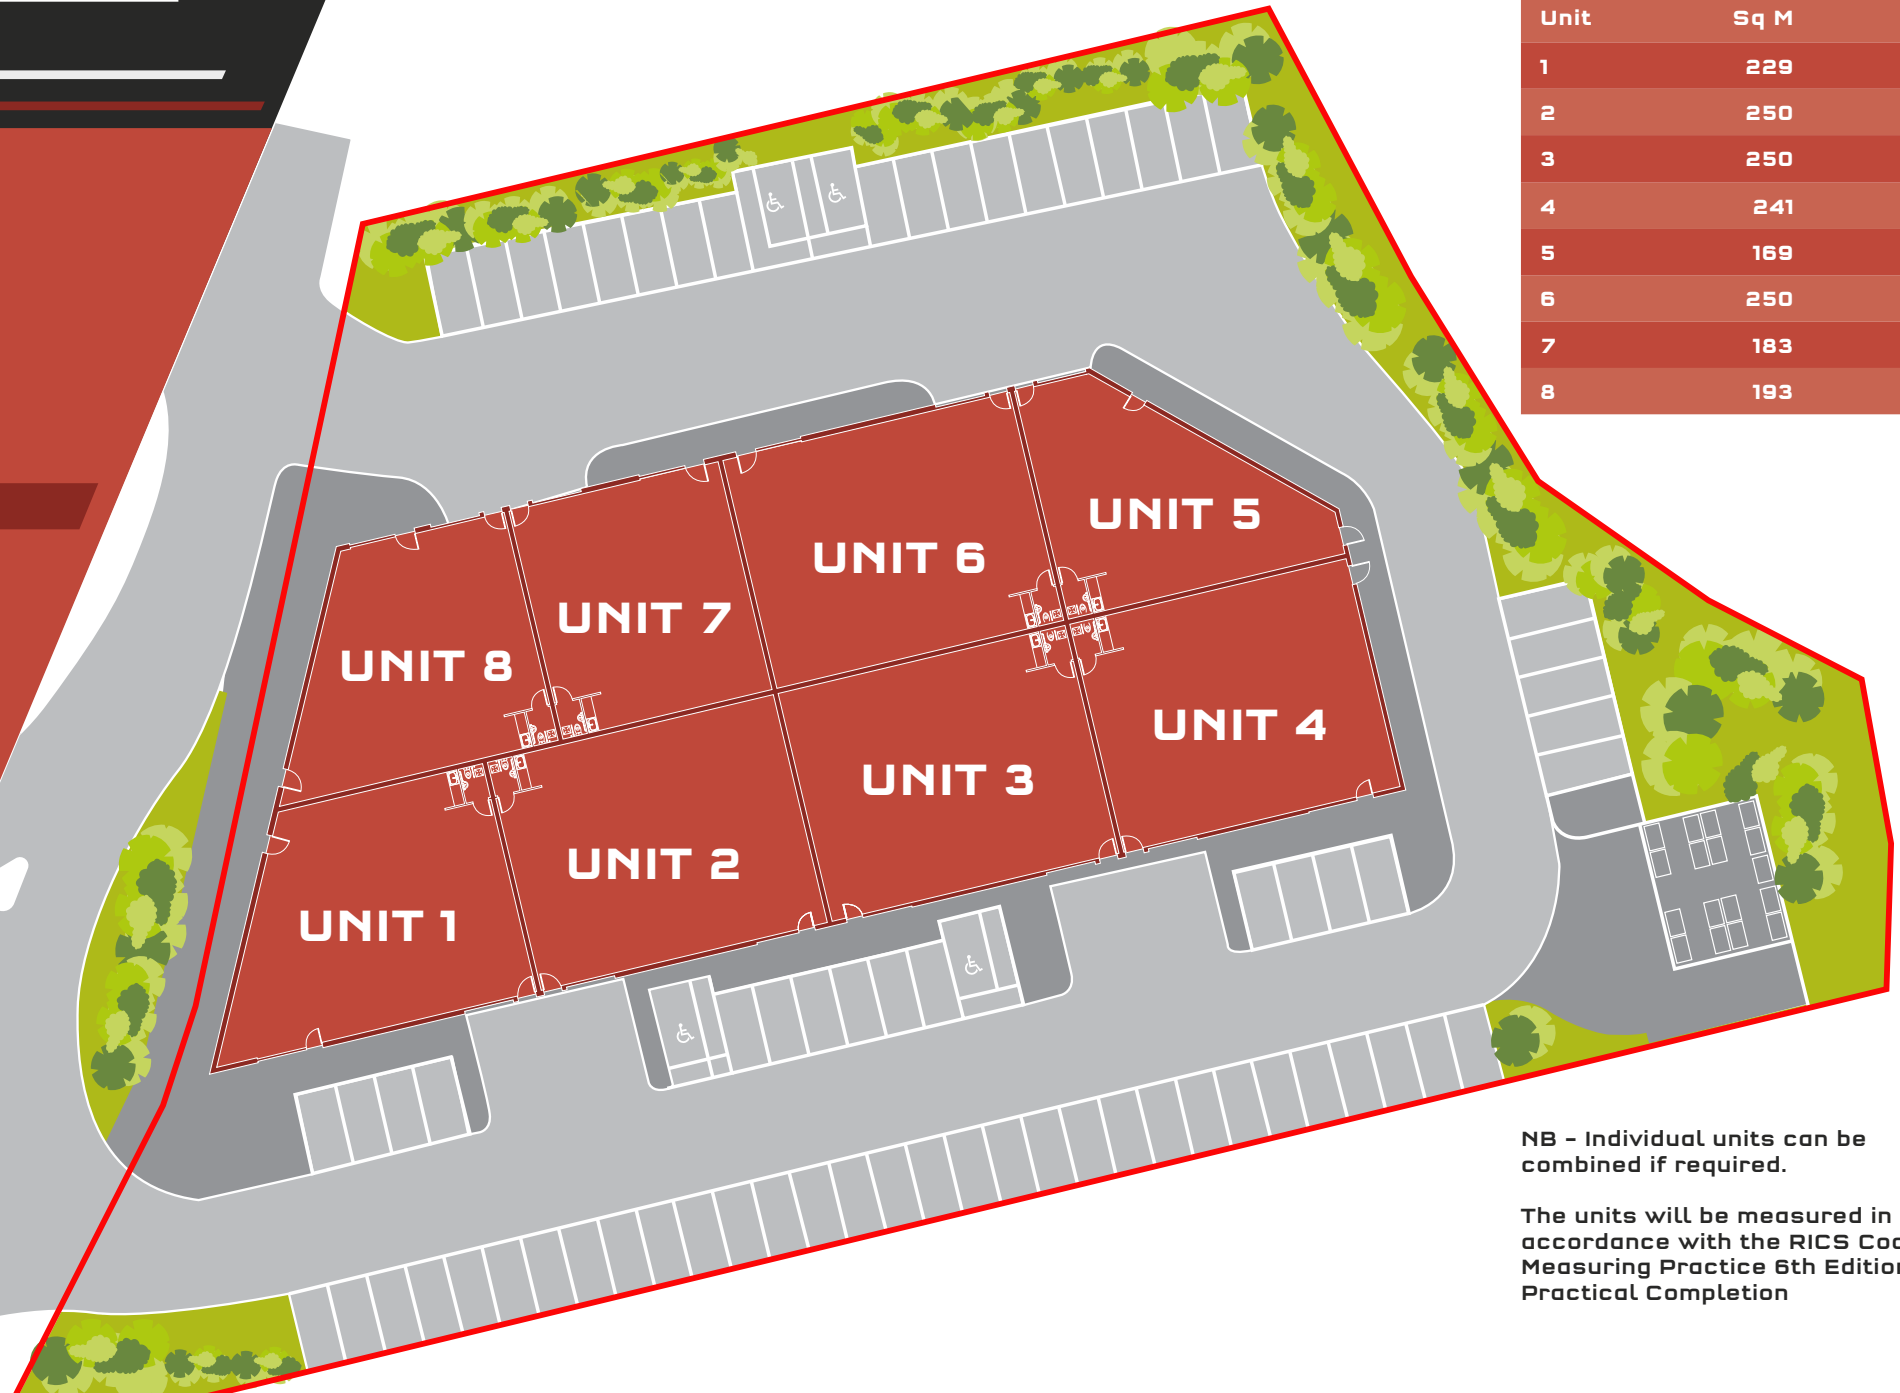 Unit Sq M
1 229
2 250
3 250
4 241
5 169
6 250
7 183
8 193
UNIT 5
UNIT 6
UNIT 7
UNIT 8
UNIT 4
UNIT 3
UNIT 2
UNIT 1
NB - Individual units can be
combined if required.
The units will be measured in
accordance with the RICS
Measuring Practice 6th
Practical Completion